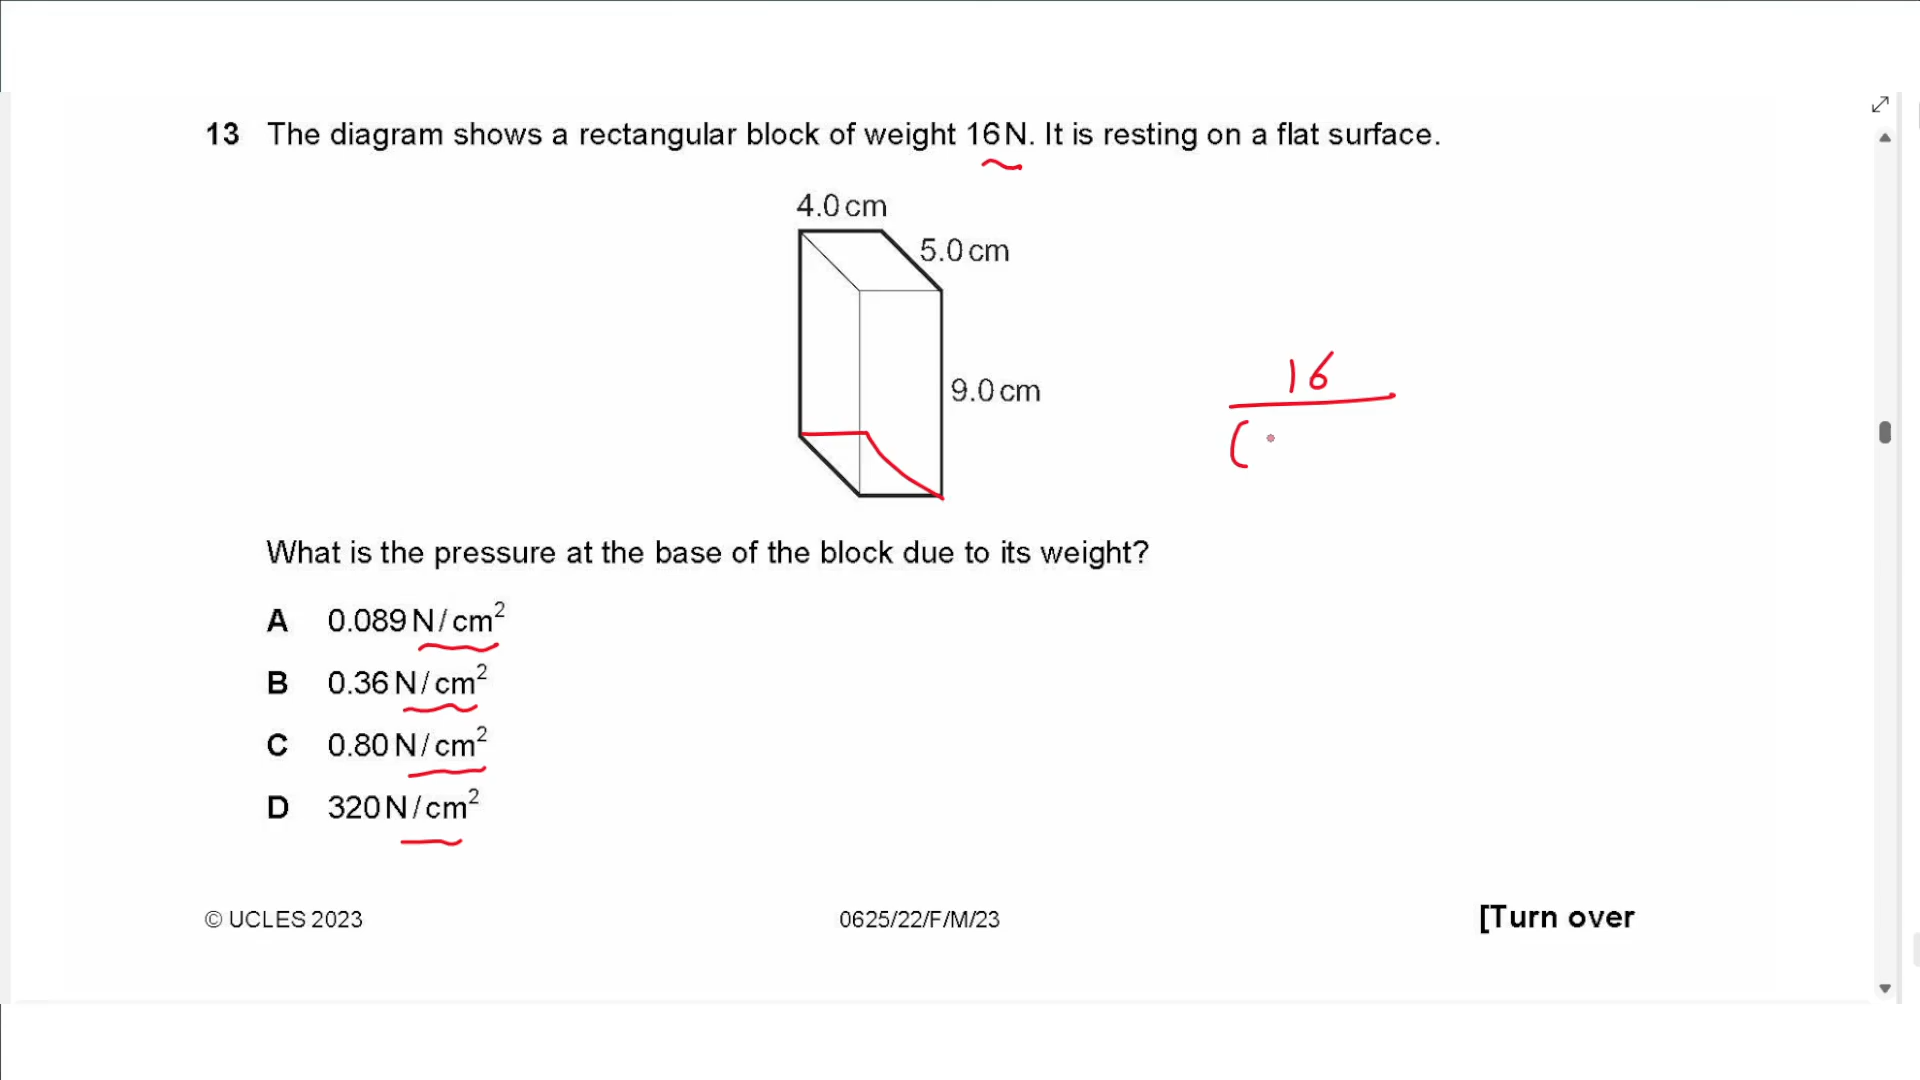 13 The diagram shows a rectangular block of weight 16 N. It is resting on a flat surface.
4.0 cm
5.0 cm
9.0 cm
16
(
What is the pressure at the base of the block due to its weight?
A 0.089 N/cm²
B 0.36 N/cm²
C 0.80 N/cm²
D 320 N/cm²
© UCLES 2023
0625/22/F/M/23
[Turn over